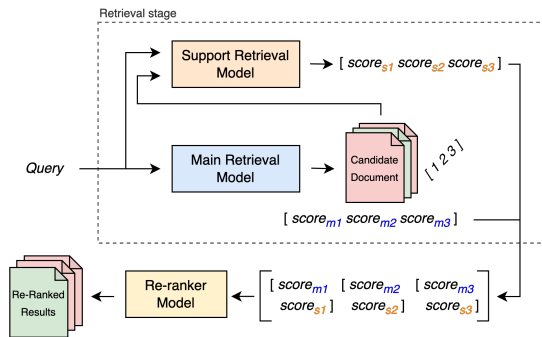 Retrieval stage
Support Retrieval
Model
[ score_s1 score_s2 score_s3 ]
Query
Main Retrieval
Model
Candidate
Document
[ 1 2 3 ]
[ score_m1 score_m2 score_m3 ]
Re-Ranked
Results
Re-ranker
Model
[ score_m1 [ score_m2 [ score_m3
score_s1 ] score_s2 ] score_s3 ]